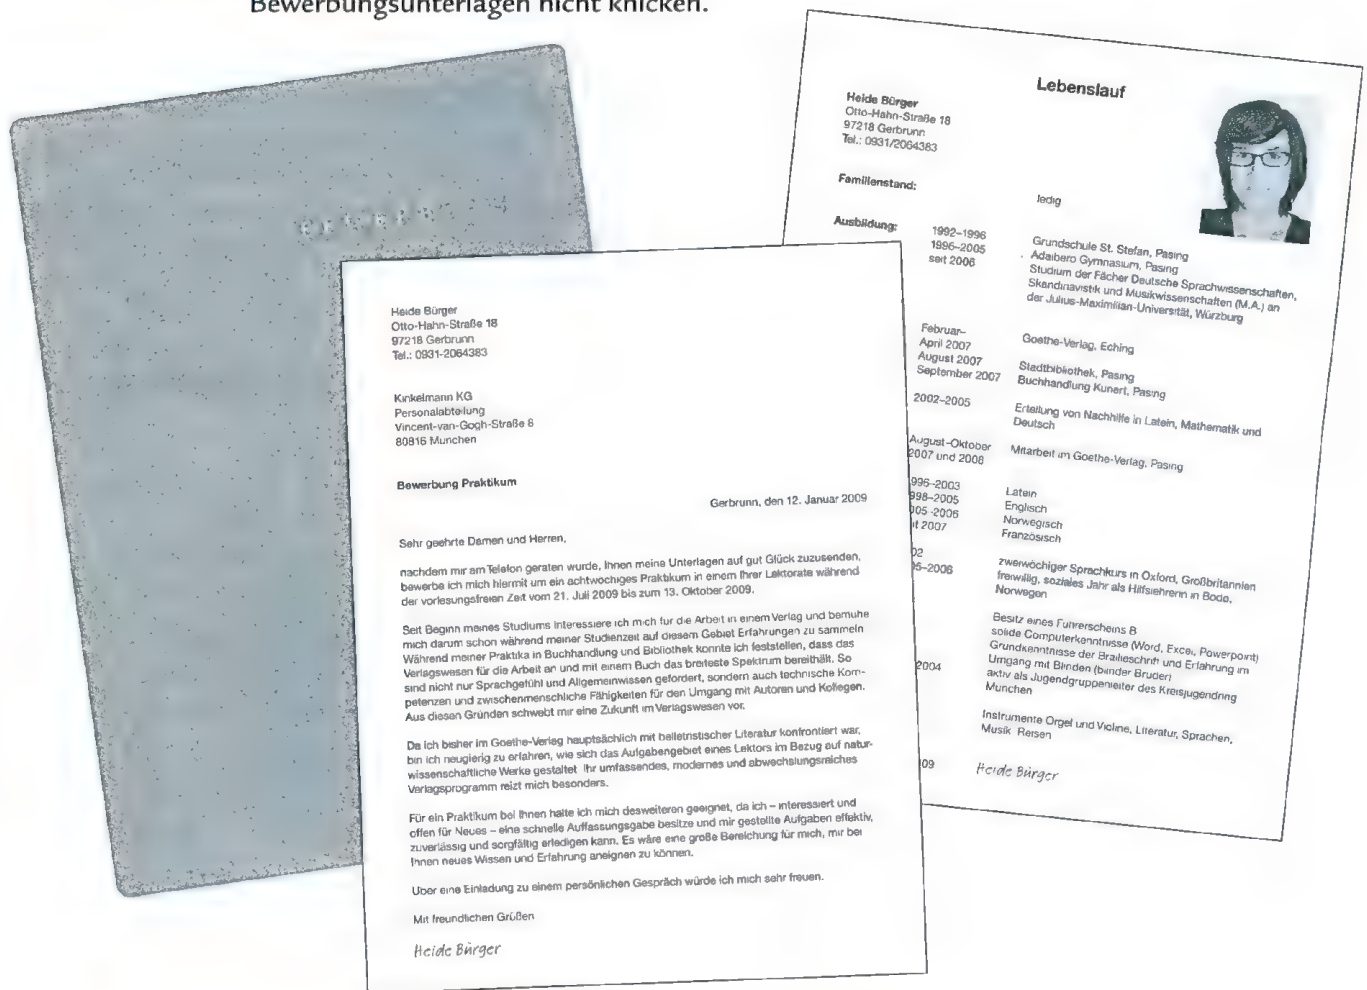 Bewerbungsunterlagen nicht knicken.
Heide Bürger
Otto-Hahn-Straße 18
97218 Gerbrunn
Tel.: 0931-2064383
Kinkelmann KG
Personalabteilung
Vincent-van-Gogh-Straße 6
80816 Munchen
Bewerbung Praktikum
Gerbrunn, den 12. Januar 2009
Sehr geehrte Damen und Herren,
nachdem mir am Telefon geraten wurde, Ihnen meine Unterlagen auf gut Glück zuzusenden,
bewerbe ich mich hiermit um ein achtwochiges Praktikum in einem Ihrer Lektorate während
der vorlesungsfreien Zeit vom 21. Juli 2009 bis zum 13. Oktober 2009.
Seit Beginn meines Studiums interessiere ich mich für die Arbeit in einem Verlag und bemuhe
mich darum schon während meiner Studienzeit auf diesem Gebiet Erfahrungen zu sammeln
Während meiner Praktika in Buchhandlung und Bibliothek konnte ich feststellen, dass das
Verlagswesen für die Arbeit an und mit einem Buch das breiteste Spektrum bereithält. So
sind nicht nur Sprachgefühl und Allgemeinwissen gefordert, sondern auch technische Kom-
petenzen und zwischenmenschliche Fähigkeiten für den Umgang mit Autoren und Kollegen.
Aus diesen Gründen schwebt mir eine Zukunft im Verlagswesen vor.
Da ich bisher im Goethe-Verlag hauptsächlich mit belletristischer Literatur konfrontiert war,
bin ich neugierig zu erfahren, wie sich das Aufgabengebiet eines Lektors im Bezug auf natur-
wissenschaftliche Werke gestaltet Ihr umfassendes, modernes und abwechslungsreiches
Verlagsprogramm reizt mich besonders.
Für ein Praktikum bei Ihnen halte ich mich desweiteren geeignet, da ich – interessiert und
offen für Neues – eine schnelle Auffassungsgabe besitze und mir gestellte Aufgaben effektiv,
zuverlässig und sorgfältig erledigen kann. Es wäre eine große Bereichung für mich, mir bei
Ihnen neues Wissen und Erfahrung aneignen zu können.
Uber eine Einladung zu einem persönlichen Gespräch würde ich mich sehr freuen.
Mit freundlichen Grüßen
Heide Bürger
Lebenslauf
Heide Bürger
Otto-Hahn-Straße 18
97218 Gerbrunn
Tel.: 0931/2064383
Familienstand: ledig
Ausbildung: 1992–1996 Grundschule St. Stefan, Pasing
1996–2005 Adalbero Gymnasium, Pasing
seit 2006 Studium der Fächer Deutsche Sprachwissenschaften,
Skandinavistik und Musikwissenschaften (M.A.) an
der Julius-Maximilian-Universität, Würzburg
Februar–
April 2007 Goethe-Verlag, Eching
August 2007 Stadtbibliothek, Pasing
September 2007 Buchhandlung Kunert, Pasing
2002–2005 Erteilung von Nachhilfe in Latein, Mathematik und
Deutsch
August–Oktober Mitarbeit im Goethe-Verlag, Pasing
2007 und 2008
996–2003 Latein
998–2005 Englisch
005-2006 Norwegisch
it 2007 Französisch
02 zweiwöchiger Sprachkurs in Oxford, Großbritannien
05–2006 freiwillig, soziales Jahr als Hilfslehrerin in Bodø,
Norwegen
Besitz eines Fuhrerscheins B
solide Computerkenntnisse (Word, Excel, Powerpoint)
Grundkenntnisse der Brailleschrift und Erfahrung im
Umgang mit Blinden (blinder Bruder)
2004 aktiv als Jugendgruppenleiter des Kreisjugendring
Munchen
Instrumente Orgel und Violine, Literatur, Sprachen,
Musik Reisen
09 Heide Bürger